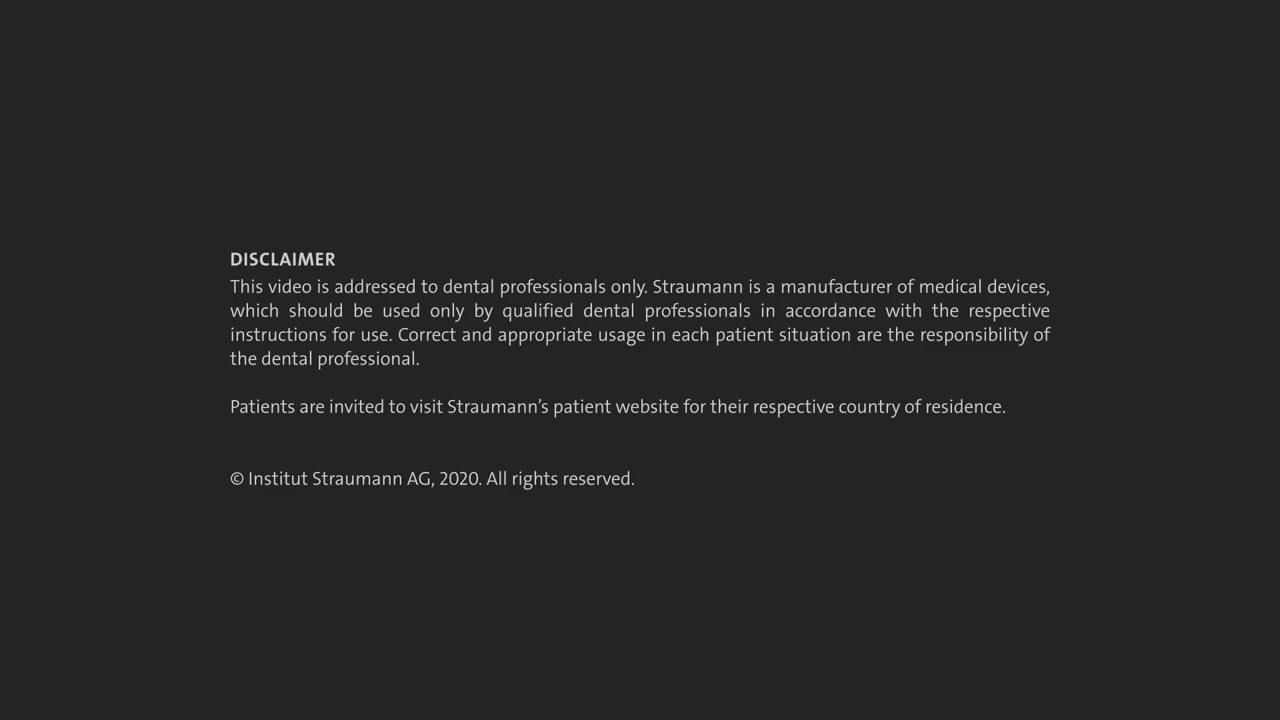 DISCLAIMER
This video is addressed to dental professionals only. Straumann is a manufacturer of medical devices,
which should be used only by qualified dental professionals in accordance with the respective
instructions for use. Correct and appropriate usage in each patient situation are the responsibility of
the dental professional.
Patients are invited to visit Straumann’s patient website for their respective country of residence.
© Institut Straumann AG, 2020. All rights reserved.